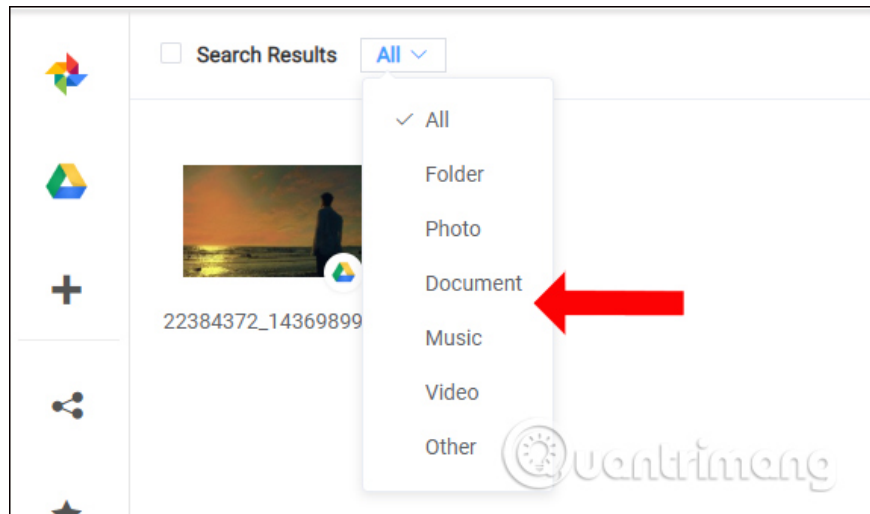 Search Results All
All
Folder
Photo
Document
22384372_14369899
Music
Video
Other
Quantrimang